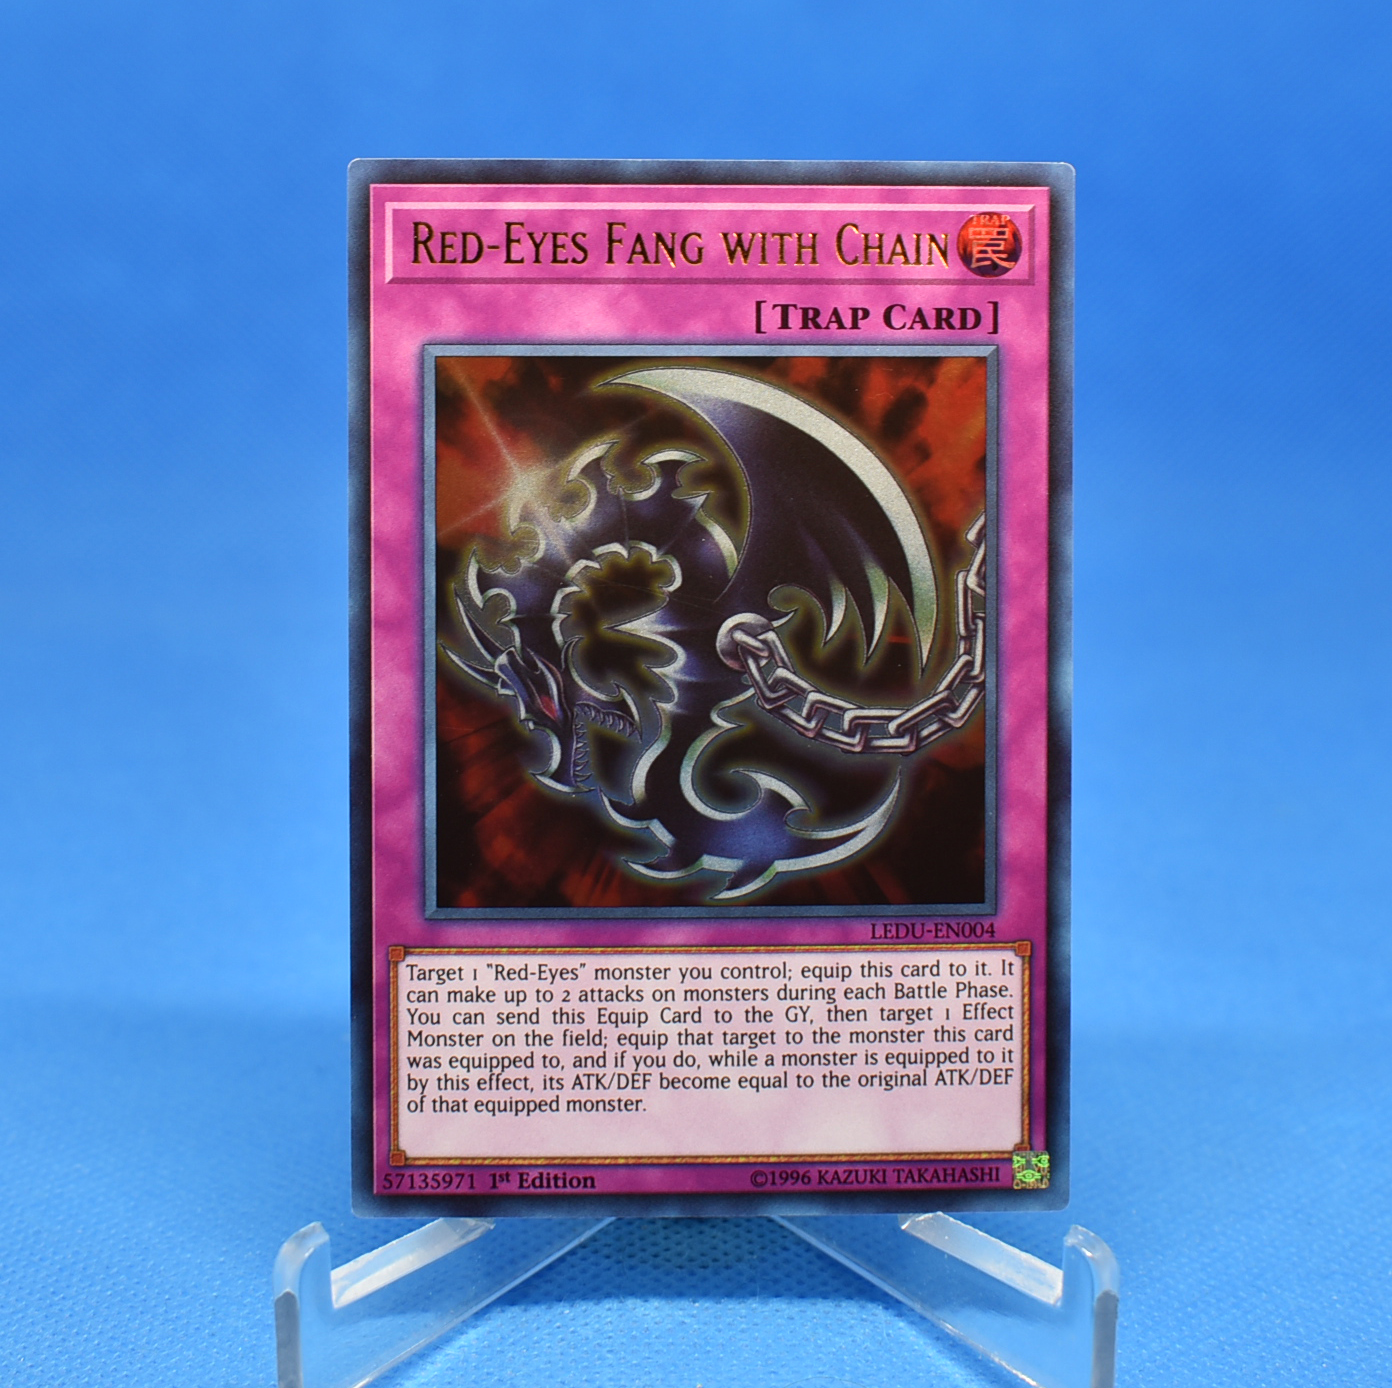 Red-Eyes Fang with Chain
TRAP
罠
[Trap Card]
LEDU-EN004
Target 1 "Red-Eyes" monster you control; equip this card to it. It
can make up to 2 attacks on monsters during each Battle Phase.
You can send this Equip Card to the GY, then target 1 Effect
Monster on the field; equip that target to the monster this card
was equipped to, and if you do, while a monster is equipped to it
by this effect, its ATK/DEF become equal to the original ATK/DEF
of that equipped monster.
57135971 1st Edition
©1996 KAZUKI TAKAHASHI